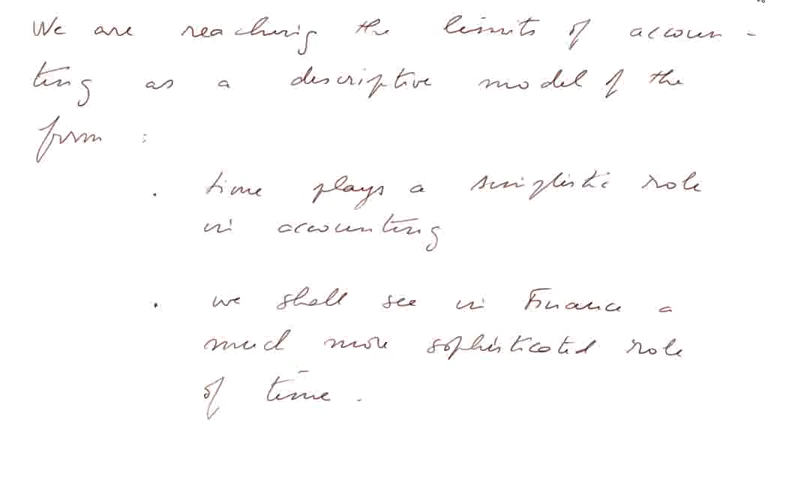 We are reaching the limits of accoun -
ting as a descriptive model of the
firm :
. time plays a simplistic role
in accounting
. we shall see in Finance a
much more sophisticated role
of time .